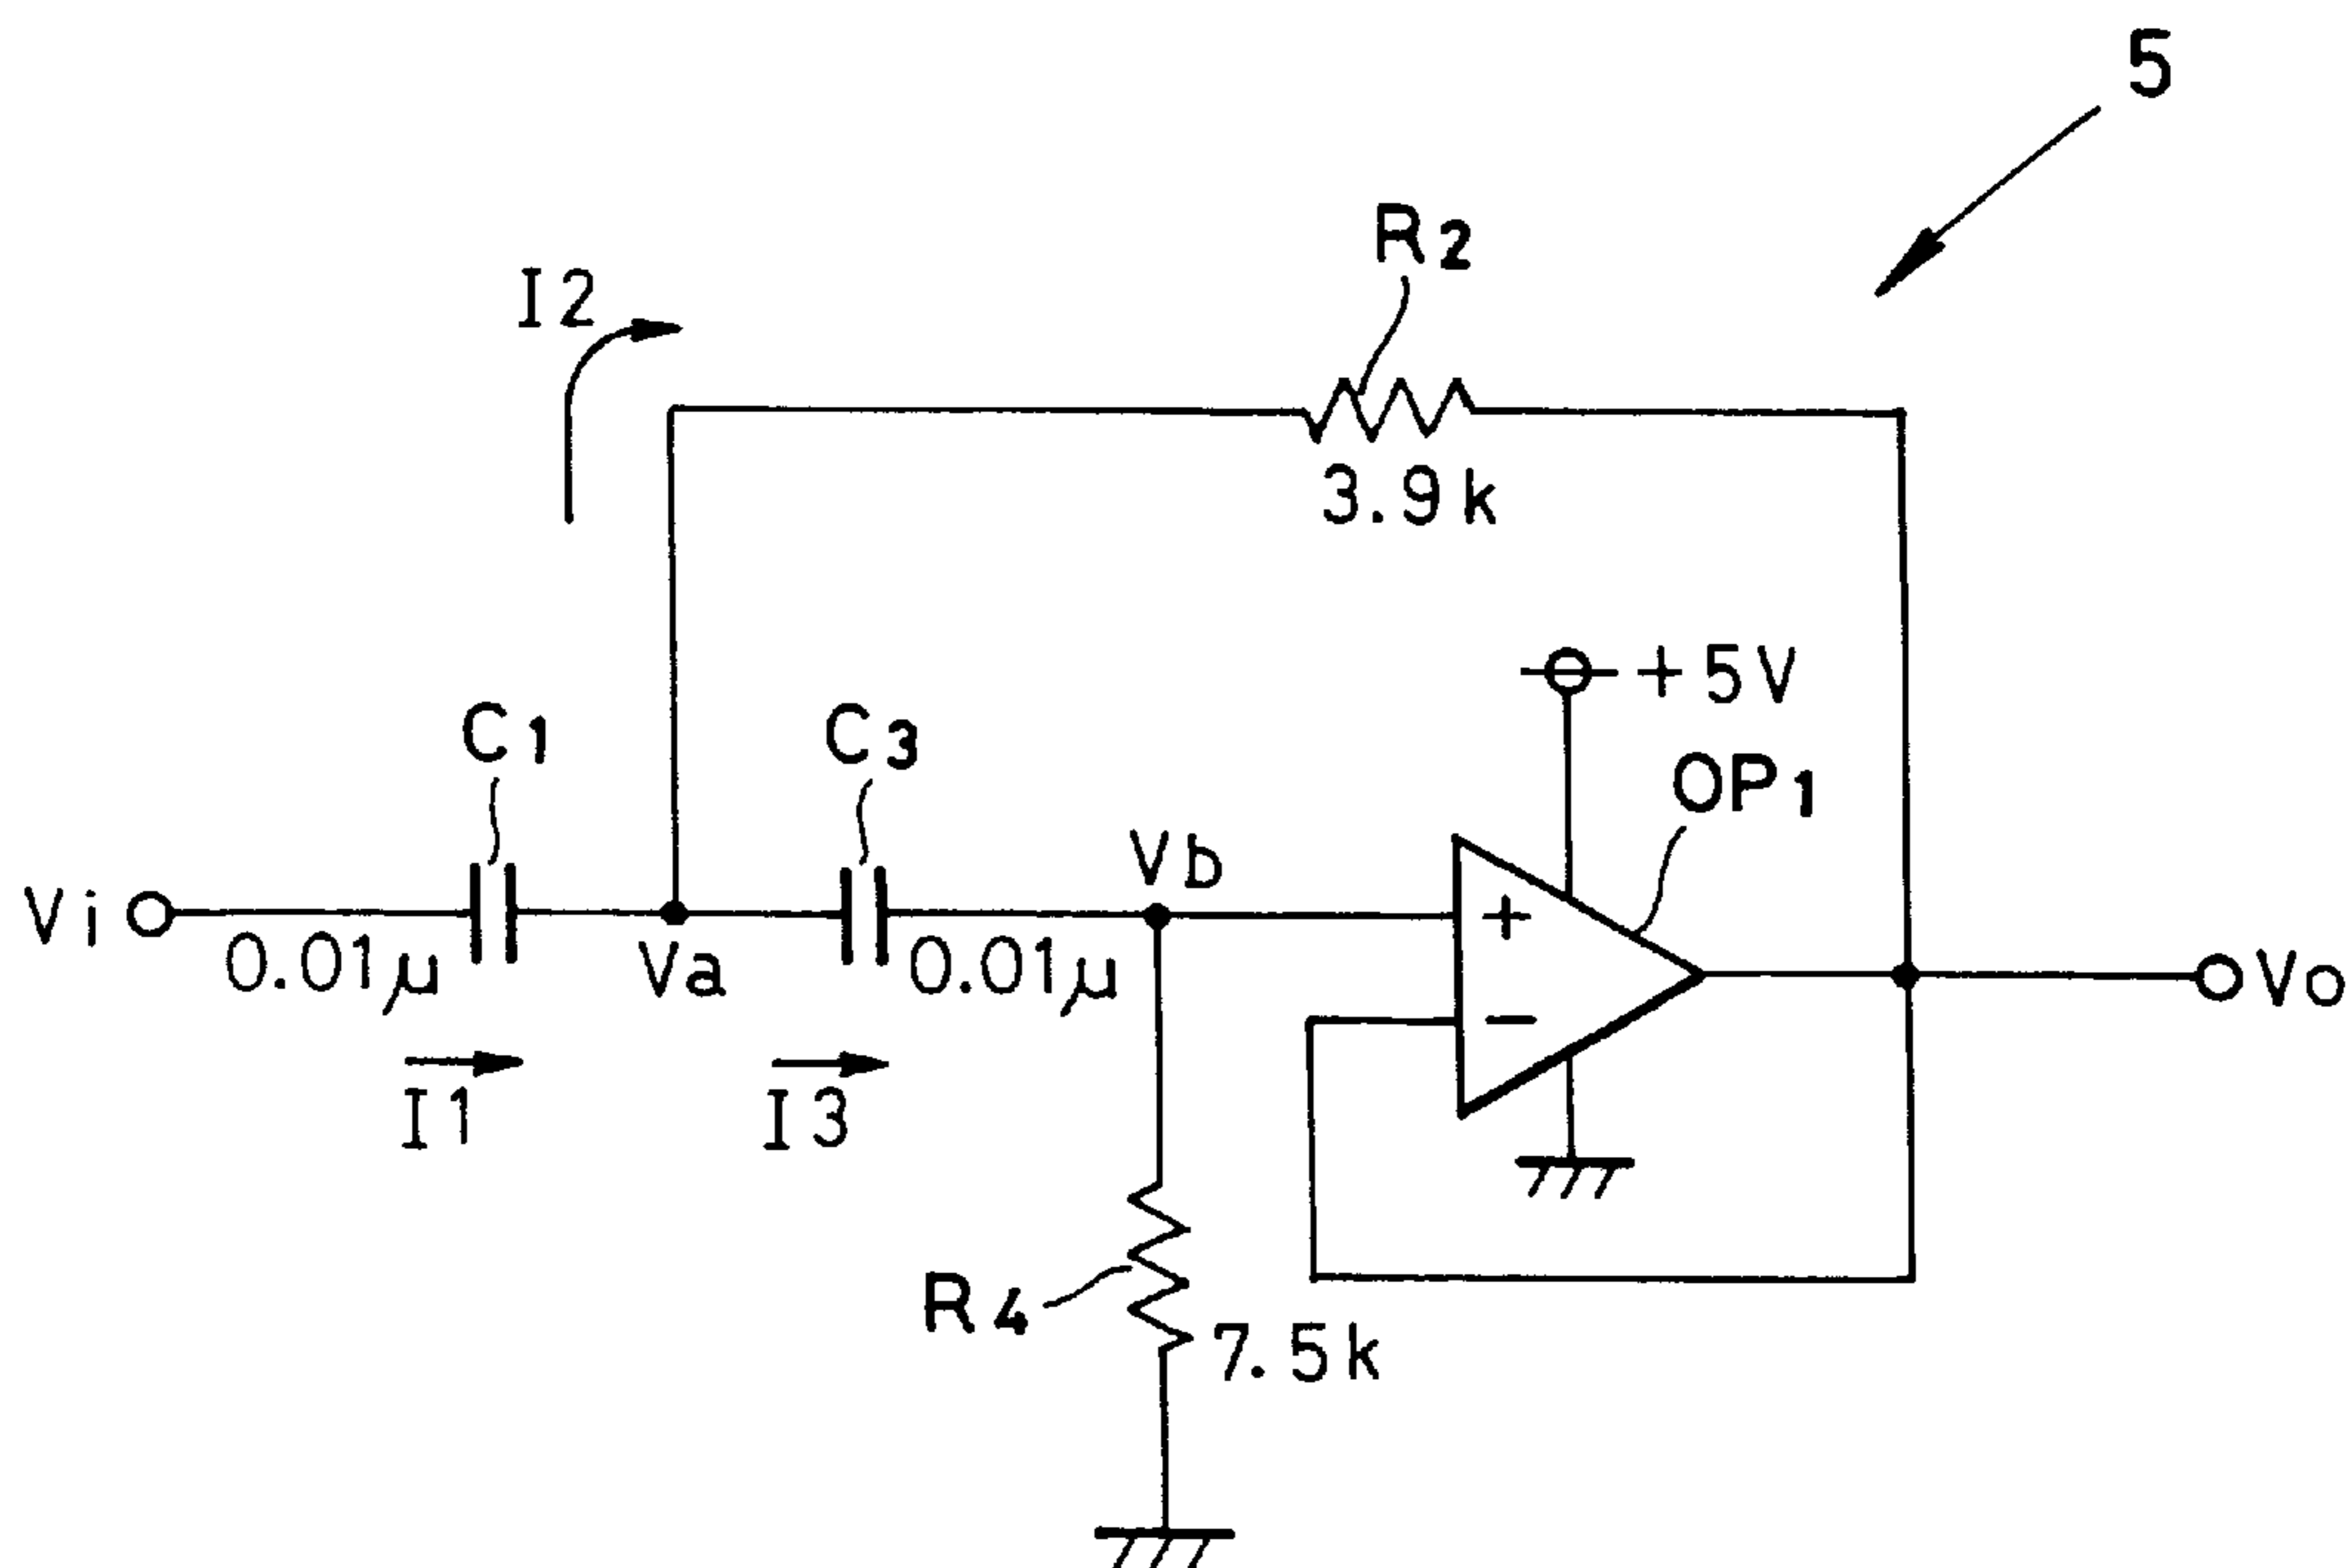 5
R2
I2
3.9k
+5V
C1
C3
OP1
Vb
+
Vi
0.01μ
Va
0.01μ
Vo
−
I1
I3
R4
7.5k